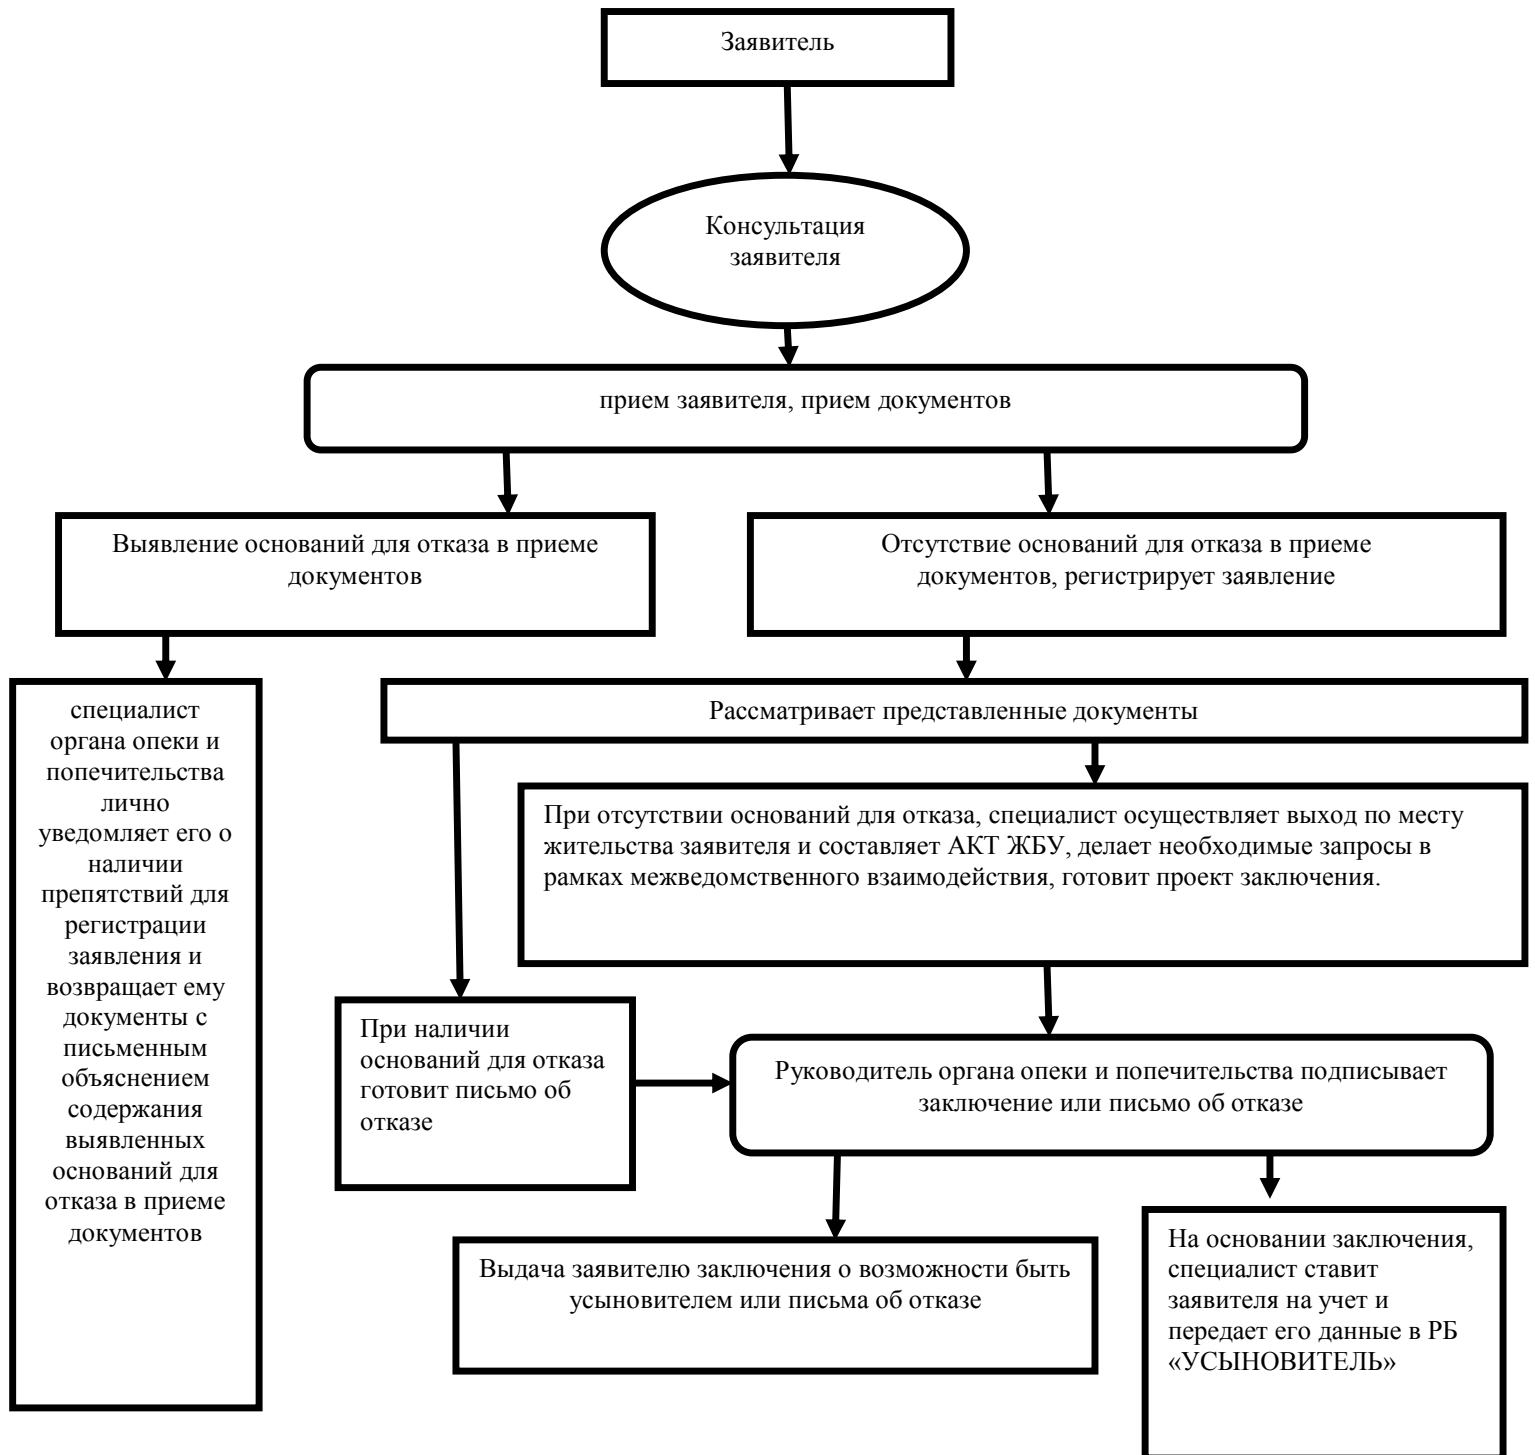 Заявитель
Консультация
заявителя
прием заявителя, прием документов
Выявление оснований для отказа в приеме
документов
Отсутствие оснований для отказа в приеме
документов, регистрирует заявление
специалист
органа опеки и
попечительства
лично
уведомляет его о
наличии
препятствий для
регистрации
заявления и
возвращает ему
документы с
письменным
объяснением
содержания
выявленных
оснований для
отказа в приеме
документов
Рассматривает представленные документы
При отсутствии оснований для отказа, специалист осуществляет выход по месту
жительства заявителя и составляет АКТ ЖБУ, делает необходимые запросы в
рамках межведомственного взаимодействия, готовит проект заключения.
При наличии
оснований для отказа
готовит письмо об
отказе
Руководитель органа опеки и попечительства подписывает
заключение или письмо об отказе
Выдача заявителю заключения о возможности быть
усыновителем или письма об отказе
На основании заключения,
специалист ставит
заявителя на учет и
передает его данные в РБ
«УСЫНОВИТЕЛЬ»